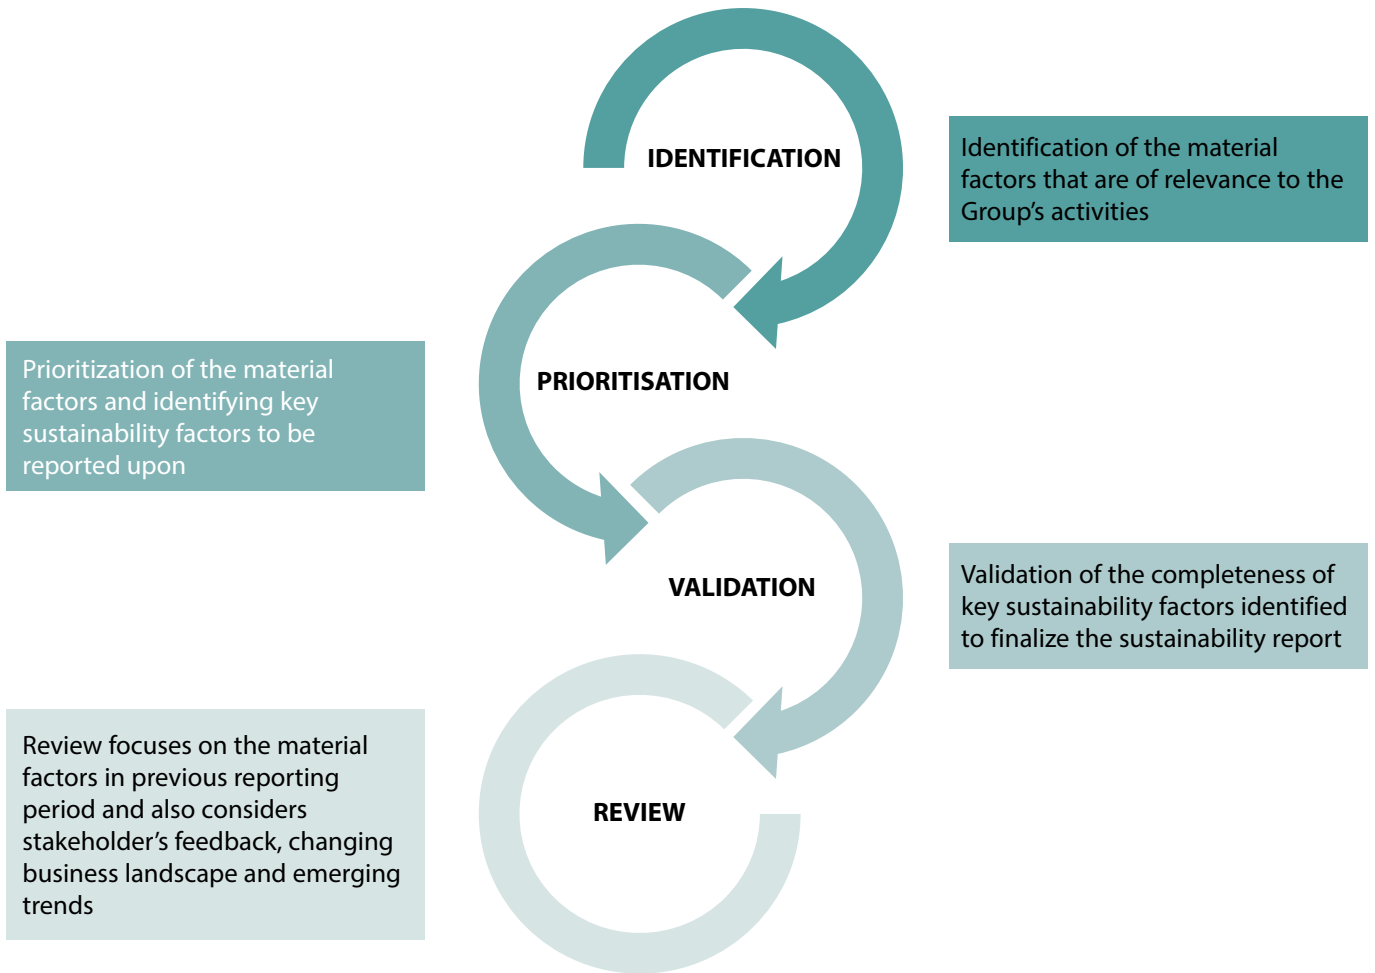 IDENTIFICATION
Identification of the material
factors that are of relevance to the
Group’s activities
PRIORITISATION
Prioritization of the material
factors and identifying key
sustainability factors to be
reported upon
VALIDATION
Validation of the completeness of
key sustainability factors identified
to finalize the sustainability report
REVIEW
Review focuses on the material
factors in previous reporting
period and also considers
stakeholder’s feedback, changing
business landscape and emerging
trends